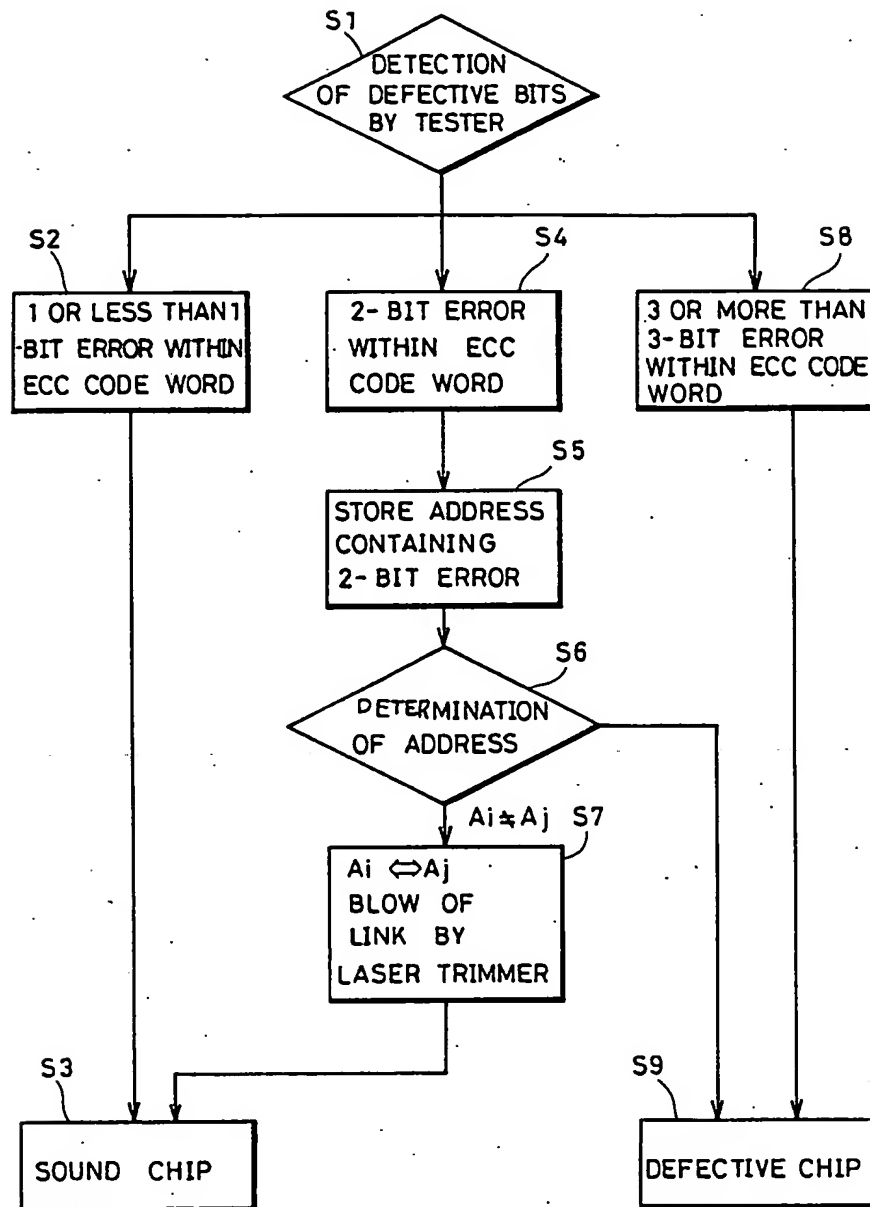 S1
DETECTION
OF DEFECTIVE BITS
BY TESTER
S2
1 OR LESS THAN 1
-BIT ERROR WITHIN
ECC CODE WORD
S4
2-BIT ERROR
WITHIN ECC
CODE WORD
S8
3 OR MORE THAN
3-BIT ERROR
WITHIN ECC CODE
WORD
S5
STORE ADDRESS
CONTAINING
2-BIT ERROR
S6
DETERMINATION
OF ADDRESS
Ai≒Aj
S7
Ai ⇔Aj
BLOW OF
LINK BY
LASER TRIMMER
S3
SOUND CHIP
S9
DEFECTIVE CHIP